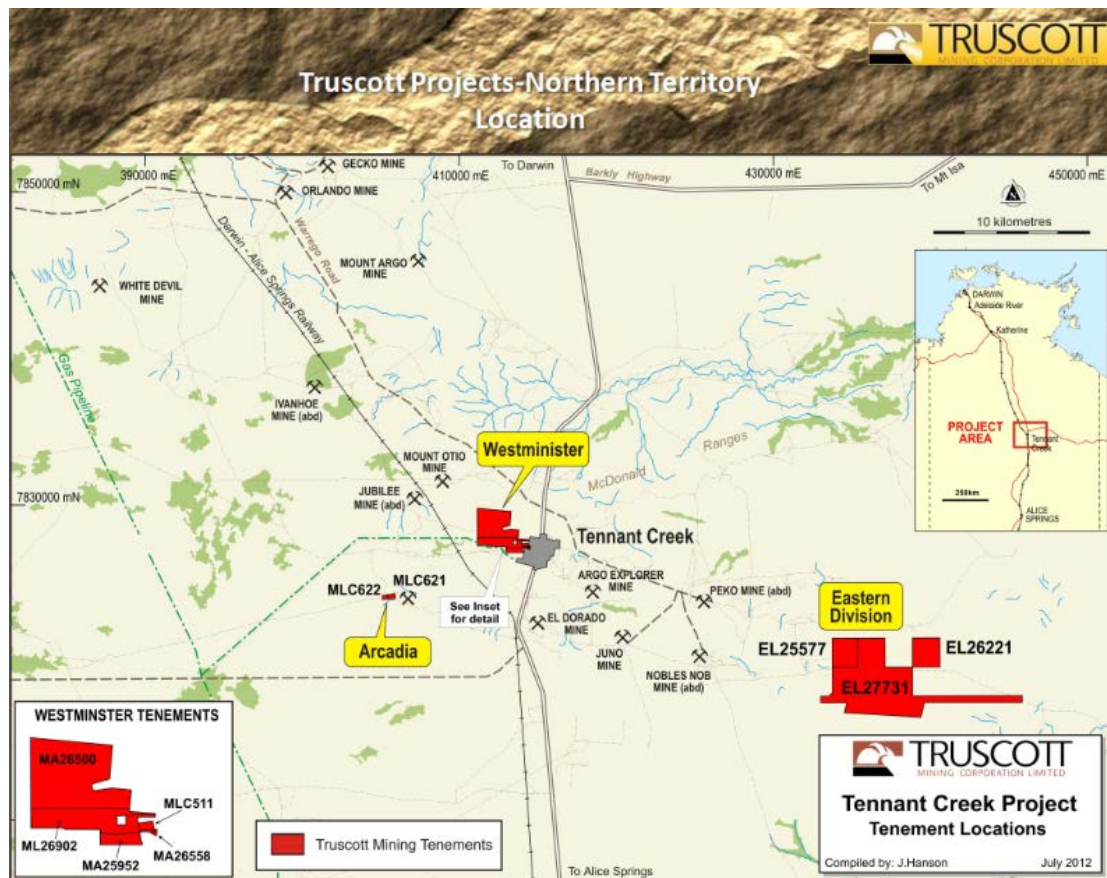 TRUSCOTT
MINING CORPORATION LIMITED
Truscott Projects-Northern Territory
Location
390000 mE
410000 mE
430000 mE
450000 mE
7850000 mN
7830000 mN
GECKO MINE
ORLANDO MINE
To Darwin
Barkly Highway
To Mt Isa
10 kilometres
Warrego Road
Darwin - Alice Springs Railway
MOUNT ARGO
MINE
WHITE DEVIL
MINE
Gas Pipeline
IVANHOE
MINE (abd)
MOUNT OTIO
MINE
JUBILEE
MINE (abd)
Westminister
McDonald Ranges
Tennant Creek
DARWIN
Adelaide River
Katherine
PROJECT
AREA
Tennant
Creek
250km
ALICE
SPRINGS
MLC622
MLC621
Arcadia
See Inset
for detail
ARGO EXPLORER
MINE
PEKO MINE (abd)
EL DORADO
MINE
JUNO
MINE
NOBLES NOB
MINE (abd)
Eastern
Division
EL25577
EL26221
EL27731
WESTMINSTER TENEMENTS
MA26500
MLC511
ML26902
MA25952
MA26558
Truscott Mining Tenements
To Alice Springs
TRUSCOTT
MINING CORPORATION LIMITED
Tennant Creek Project
Tenement Locations
Compiled by: J.Hanson
July 2012